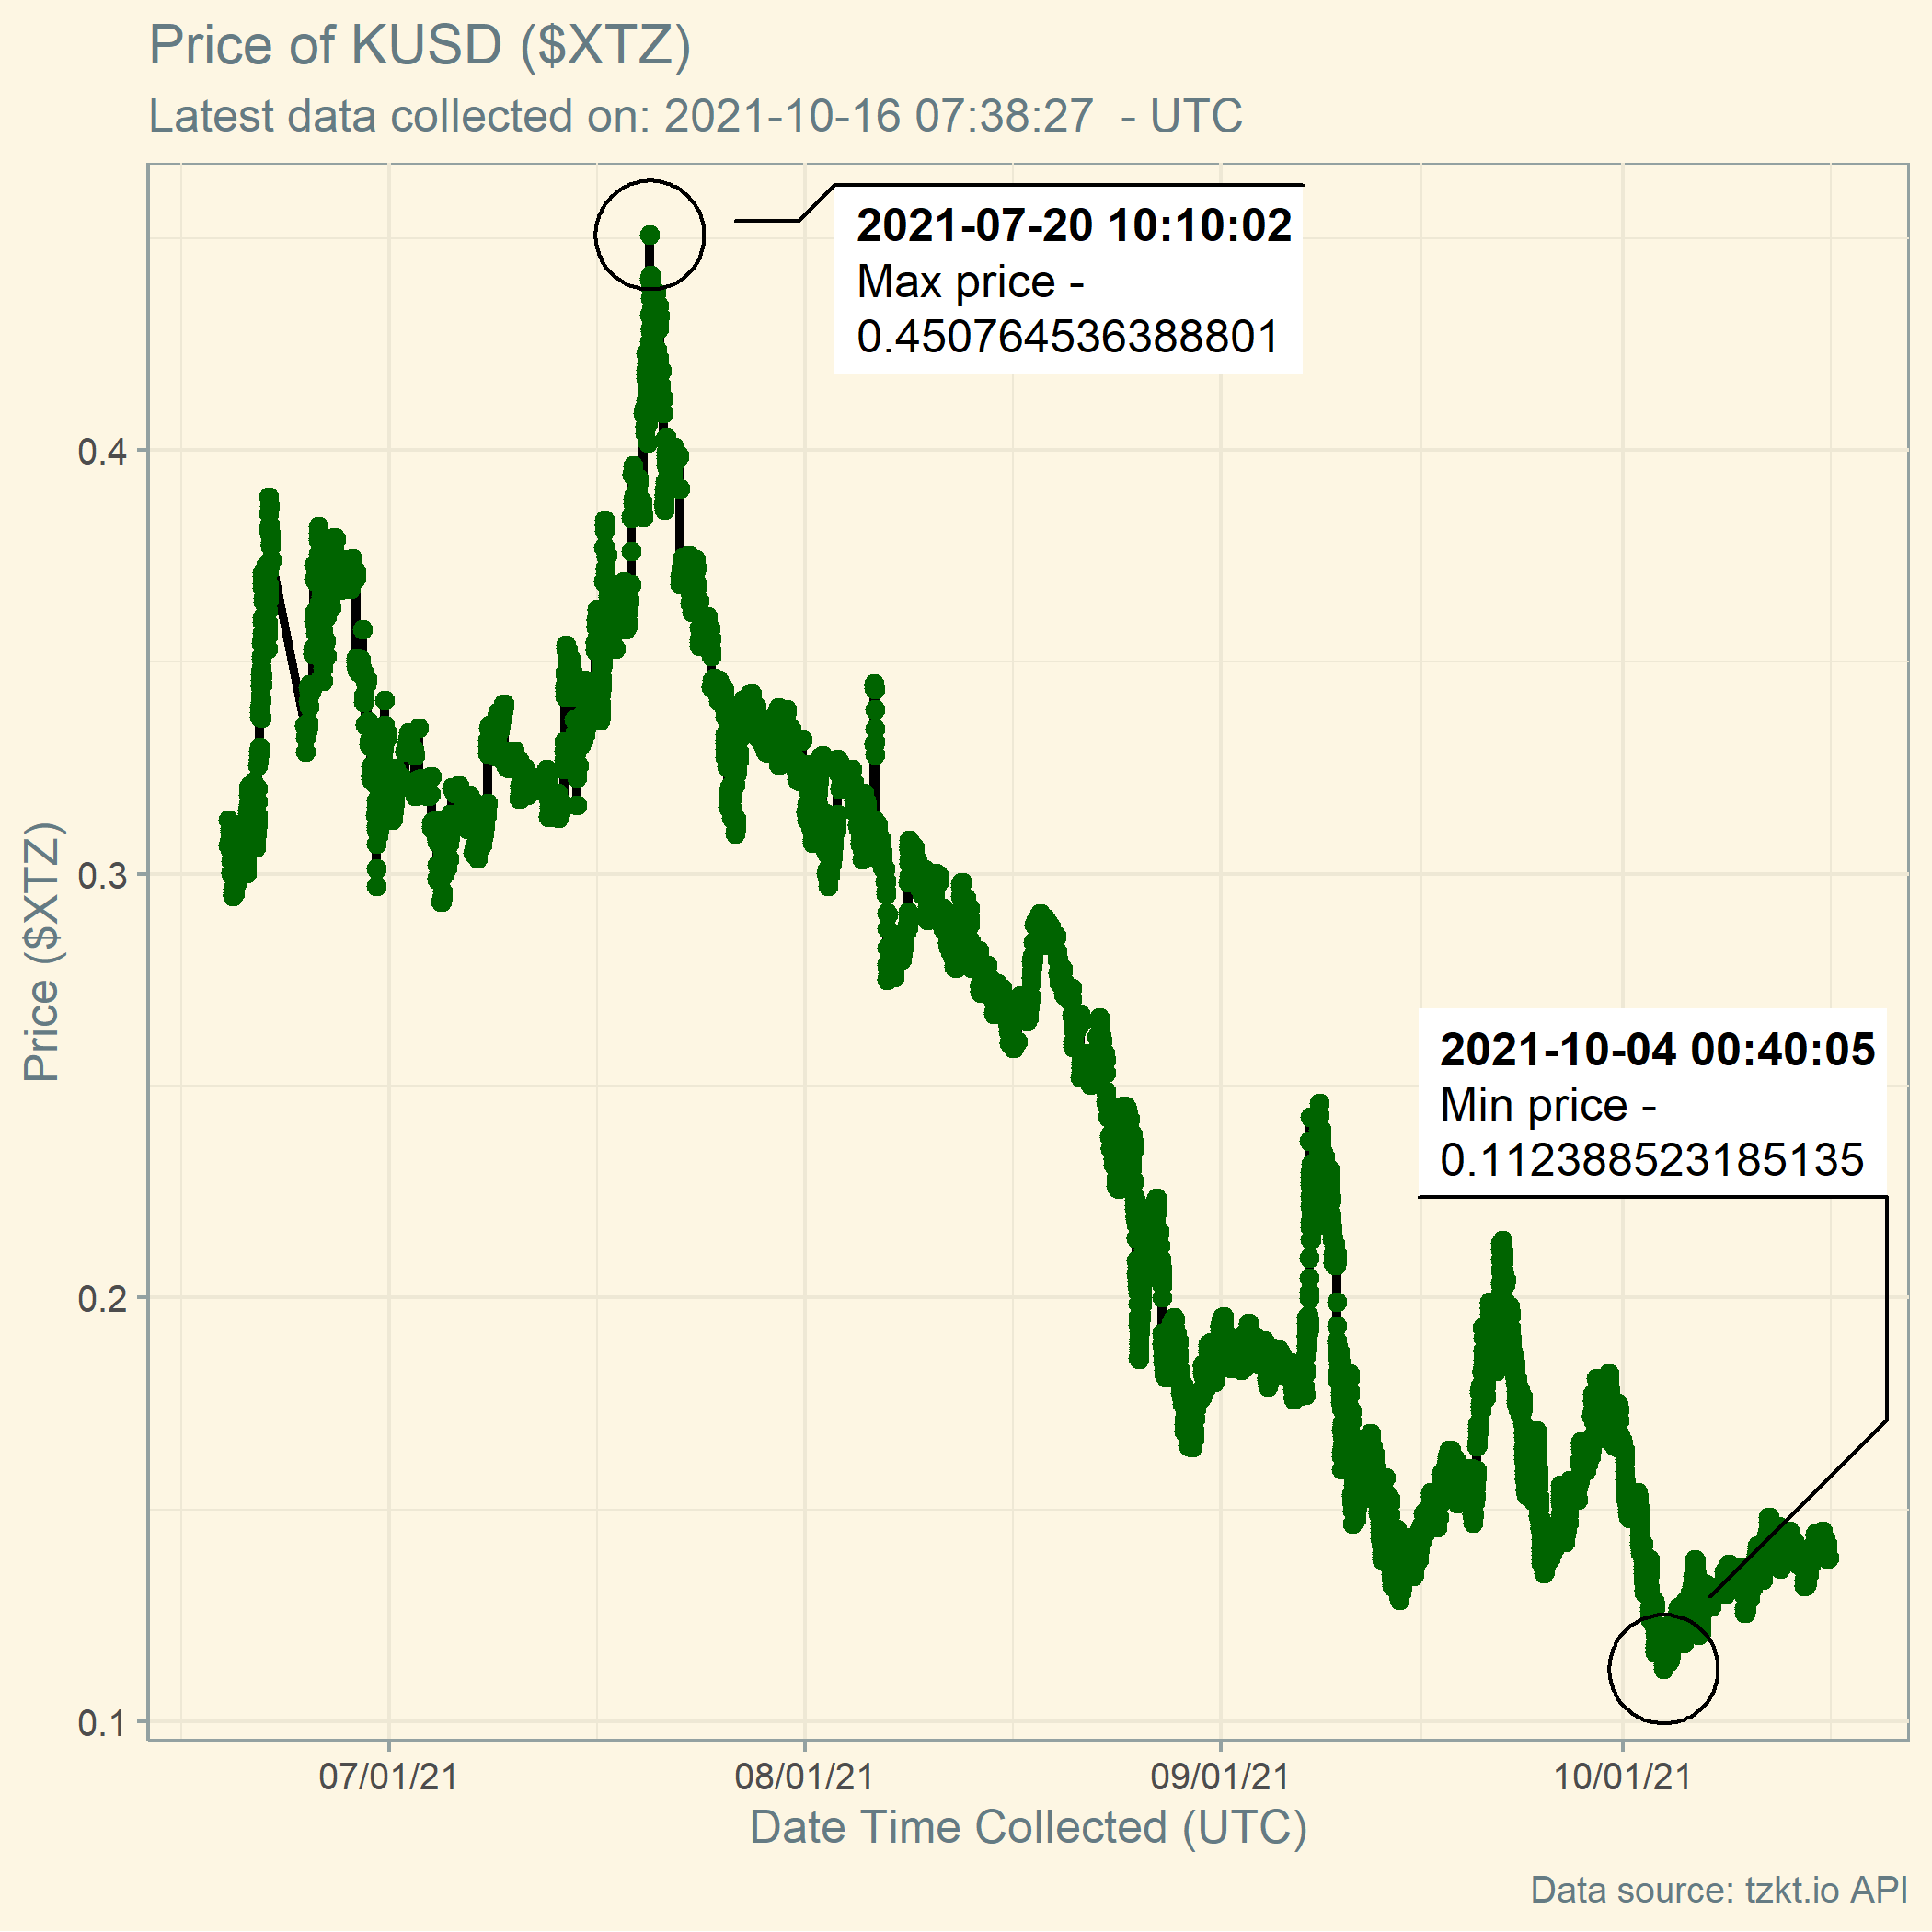 Price of KUSD ($XTZ)
Latest data collected on: 2021-10-16 07:38:27  - UTC
2021-07-20 10:10:02
Max price -
0.450764536388801
0.4
0.3
0.2
0.1
Price ($XTZ)
2021-10-04 00:40:05
Min price -
0.112388523185135
07/01/21
08/01/21
09/01/21
10/01/21
Date Time Collected (UTC)
Data source: tzkt.io API